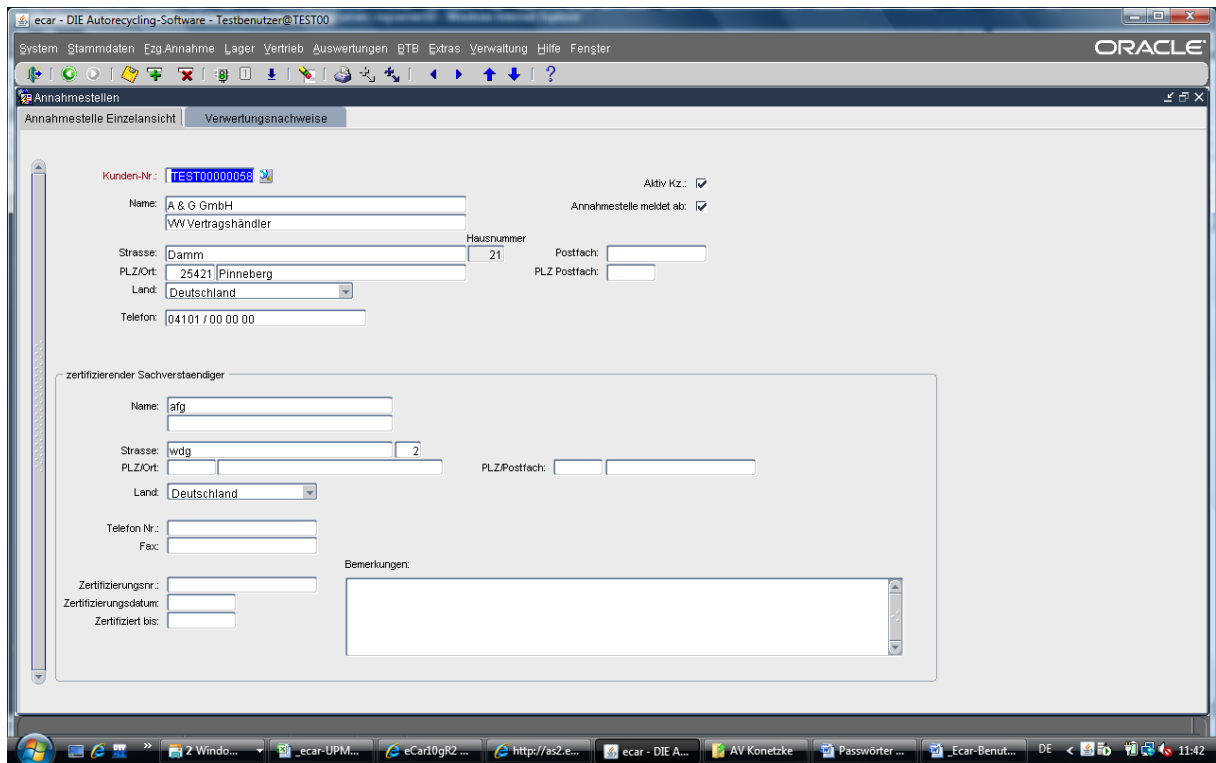 ecar - DIE Autorecycling-Software - Testbenutzer@TEST00
System Stammdaten Fzg.Annahme Lager Vertrieb Auswertungen BTB Extras Verwaltung Hilfe Fenster
ORACLE
Annahmestellen
Annahmestelle Einzelansicht Verwertungsnachweise
Kunden-Nr.: TEST00000058
Aktiv Kz.:
Name: A & G GmbH
Annahmestelle meldet ab:
VW Vertragshändler
Hausnummer
Strasse: Damm 21 Postfach:
PLZ/Ort: 25421 Pinneberg PLZ Postfach:
Land: Deutschland
Telefon: 04101 / 00 00 00
zertifizierender Sachverstaendiger
Name: afg
Strasse: wdg 2
PLZ/Ort: PLZ/Postfach:
Land: Deutschland
Telefon Nr.:
Fax:
Bemerkungen:
Zertifizierungsnr.:
Zertifizierungsdatum:
Zertifiziert bis:
2 Windo... _ecar-UPM... eCar10gR2 ... http://as2.e... ecar - DIE A... AV Konetzke Passwörter ... _Ecar-Benut... DE 11:42